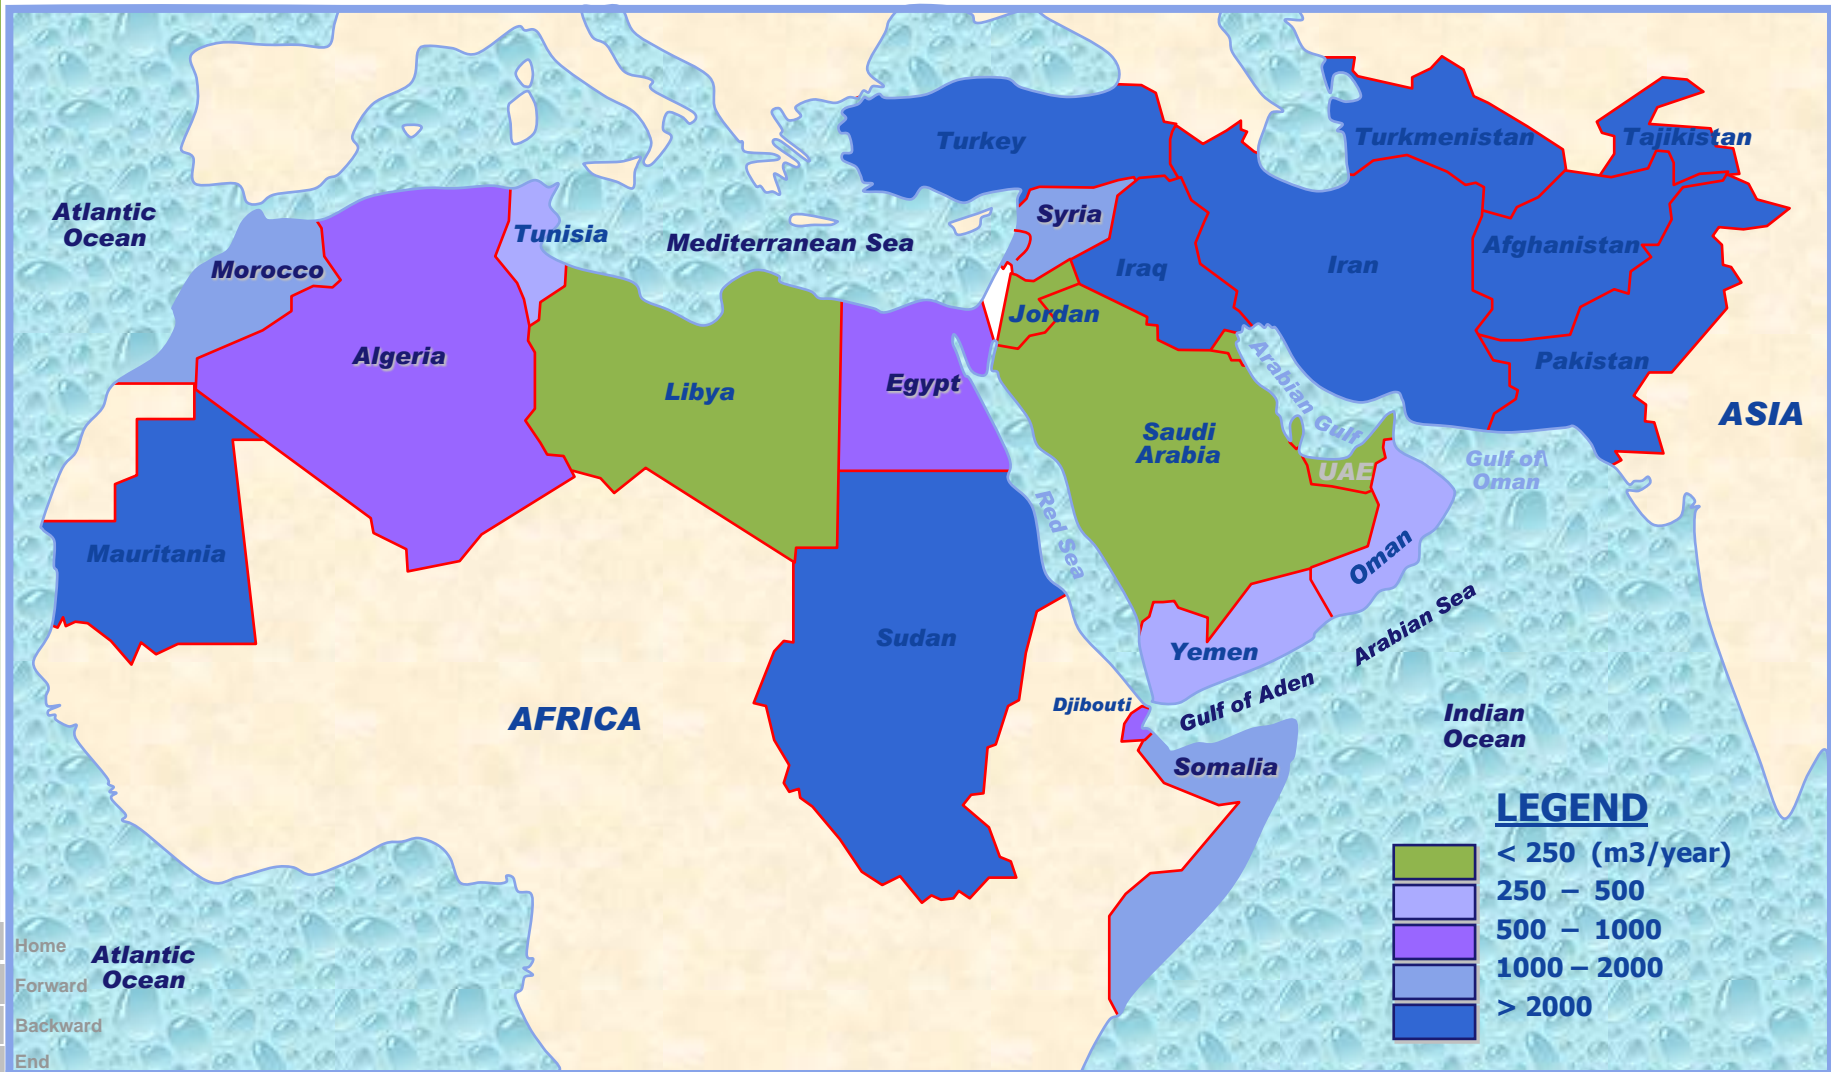 Turkey
Turkmenistan
Tajikistan
Atlantic
Ocean
Tunisia
Mediterranean Sea
Syria
Morocco
Iraq
Iran
Afghanistan
Jordan
Algeria
Libya
Egypt
Arabian Gulf
Pakistan
ASIA
Saudi
Arabia
UAE
Gulf of\
Oman
Red Sea
Mauritania
Oman
Arabian Sea
Sudan
Yemen
Djibouti
Gulf of Aden
AFRICA
Indian
Ocean
Somalia
LEGEND
< 250 (m3/year)
250 – 500
500 – 1000
1000 – 2000
> 2000
Home
Atlantic
Ocean
Forward
Backward
End